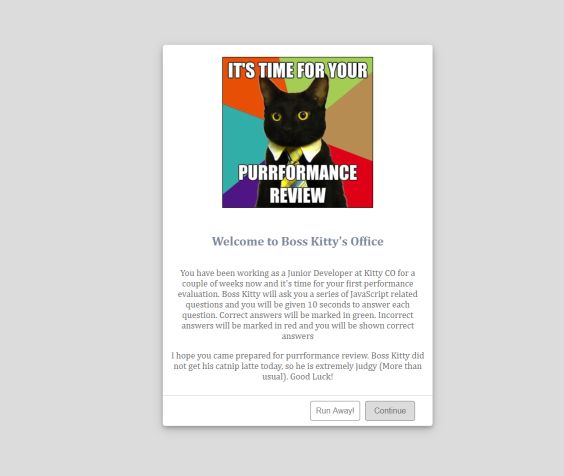 IT'S TIME FOR YOUR
PURRFORMANCE
REVIEW
Welcome to Boss Kitty's Office
You have been working as a Junior Developer at Kitty CO for a
couple of weeks now and it's time for your first performance
evaluation. Boss Kitty will ask you a series of JavaScript related
questions and you will be given 10 seconds to answer each
question. Correct answers will be marked in green. Incorrect
answers will be marked in red and you will be shown correct
answers
I hope you came prepared for purrformance review. Boss Kitty did
not get his catnip latte today, so he is extremely judgy (More than
usual). Good Luck!
Run Away!
Continue